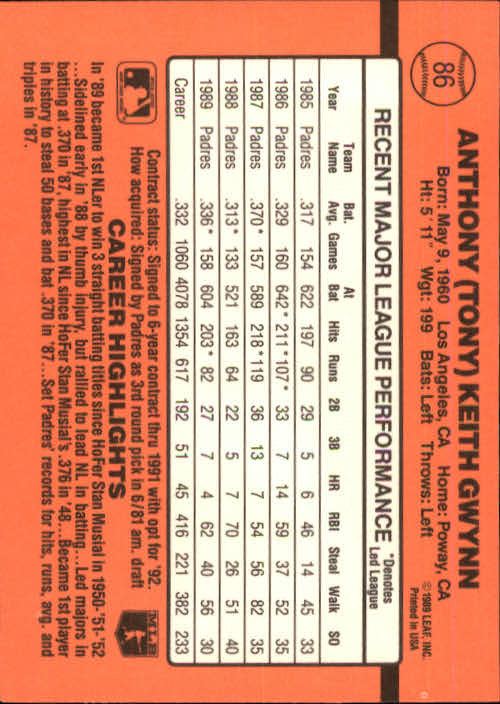 86
ANTHONY (TONY) KEITH GWYNN
Born: May 9, 1960 Los Angeles, CA Home: Poway, CA
Ht: 5' 11" Wgt: 199 Bats: Left Throws: Left
© 1989 LEAF, INC.
Printed in USA
RECENT MAJOR LEAGUE PERFORMANCE *Denotes Led League
Year Team Name Bat. Avg. Games At Bat Hits Runs 2B 3B HR RBI Steal Walk SO
1985 Padres .317 154 622 197 90 29 5 6 46 14 45 33
1986 Padres .329 160 642* 211* 107* 33 7 14 59 37 52 35
1987 Padres .370* 157 589 218* 119 36 13 7 54 56 82 35
1988 Padres .313* 133 521 163 64 22 5 7 70 26 51 40
1989 Padres .336* 158 604 203* 82 27 7 4 62 40 56 30
Career .332 1060 4078 1354 617 192 51 45 416 221 382 233
Contract status: Signed to 6-year contract thru 1991 with opt for '92.
How acquired: Signed by Padres as 3rd round pick in 6/81 am. draft
CAREER HIGHLIGHTS
MLB
In '89 became 1st NLer to win 3 straight batting titles since HoFer Stan Musial in 1950-'51-'52
...Sidelined early in '88 by thumb injury, but rallied to lead NL in batting...Led majors in
batting at .370 in '87, highest in NL since HoFer Stan Musial's .376 in '48...Became 1st player
in history to steal 50 bases and bat .370 in '87...Set Padres' records for hits, runs, avg. and
triples in '87.